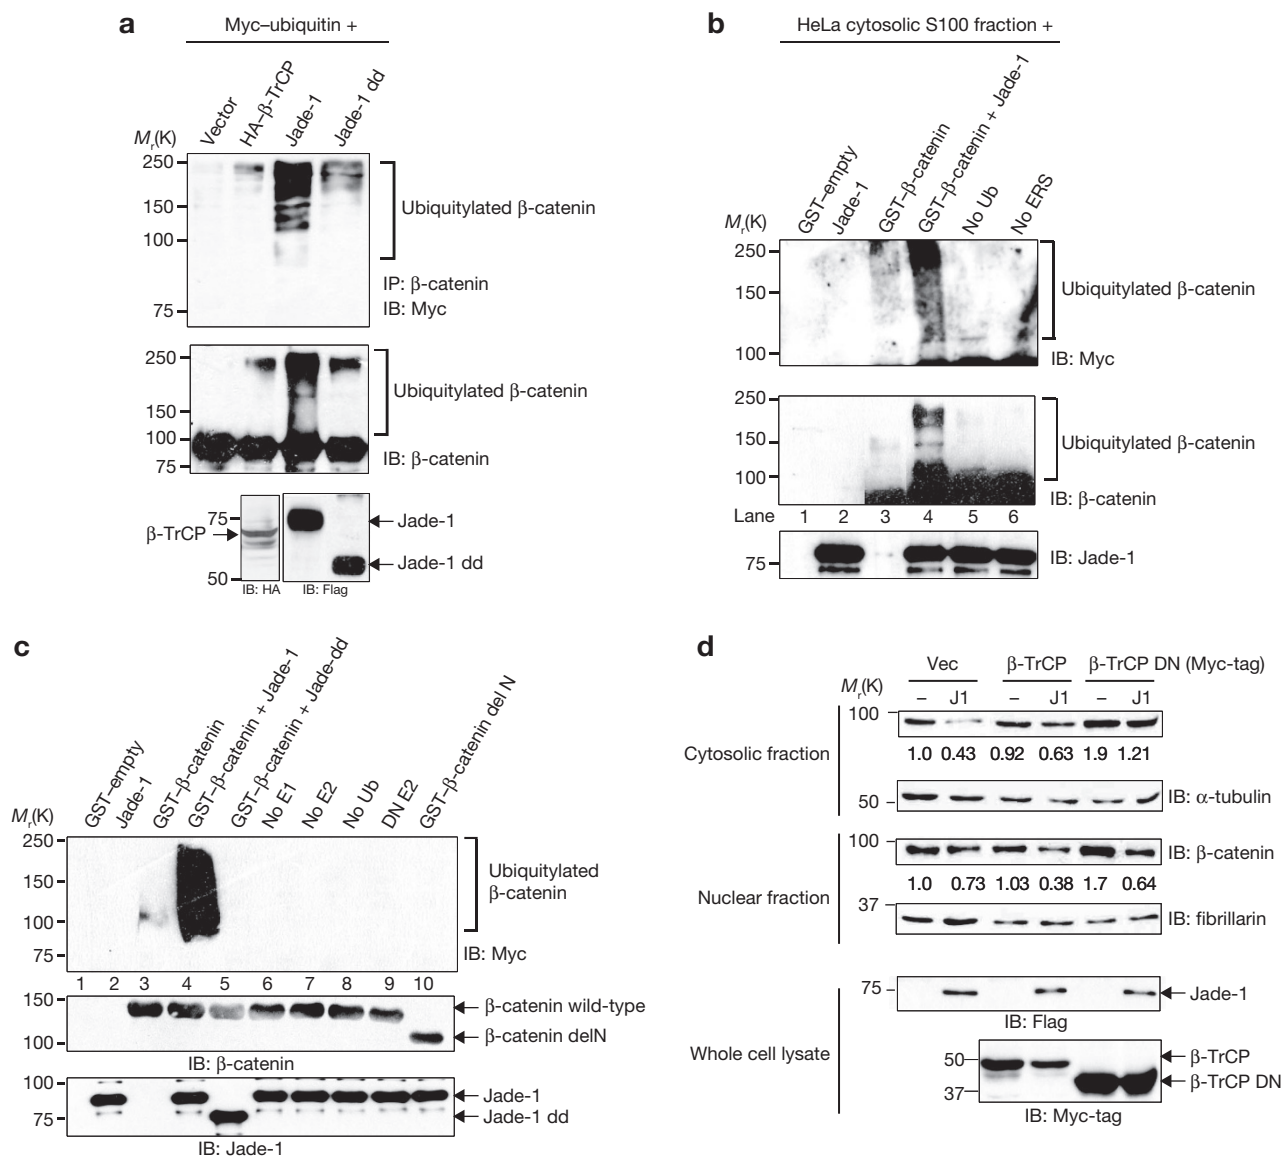 a
Myc–ubiquitin +
Vector
HA–β-TrCP
Jade-1
Jade-1 dd
Mr(K)
250
150
100
75
Ubiquitylated β-catenin
IP: β-catenin
IB: Myc
250
150
100
75
Ubiquitylated β-catenin
IB: β-catenin
75
β-TrCP
50
Jade-1
Jade-1 dd
IB: HA
IB: Flag
b
HeLa cytosolic S100 fraction +
GST–empty
Jade-1
GST–β-catenin
GST–β-catenin + Jade-1
No Ub
No ERS
Mr(K)
250
150
100
Ubiquitylated β-catenin
IB: Myc
250
150
100
Ubiquitylated β-catenin
IB: β-catenin
Lane 1 2 3 4 5 6
75
IB: Jade-1
c
GST–empty
Jade-1
GST–β-catenin
GST–β-catenin + Jade-1
GST–β-catenin + Jade-dd
No E1
No E2
No Ub
DN E2
GST–β-catenin del N
Mr(K)
250
150
100
75
Ubiquitylated
β-catenin
IB: Myc
1 2 3 4 5 6 7 8 9 10
150
100
β-catenin wild-type
β-catenin delN
IB: β-catenin
100
75
Jade-1
Jade-1 dd
IB: Jade-1
d
Vec β-TrCP β-TrCP DN (Myc-tag)
Mr(K)
– J1 – J1 – J1
100
Cytosolic fraction
1.0 0.43 0.92 0.63 1.9 1.21
50
IB: α-tubulin
100
IB: β-catenin
Nuclear fraction
1.0 0.73 1.03 0.38 1.7 0.64
37
IB: fibrillarin
75
Jade-1
IB: Flag
Whole cell lysate
50
37
β-TrCP
β-TrCP DN
IB: Myc-tag